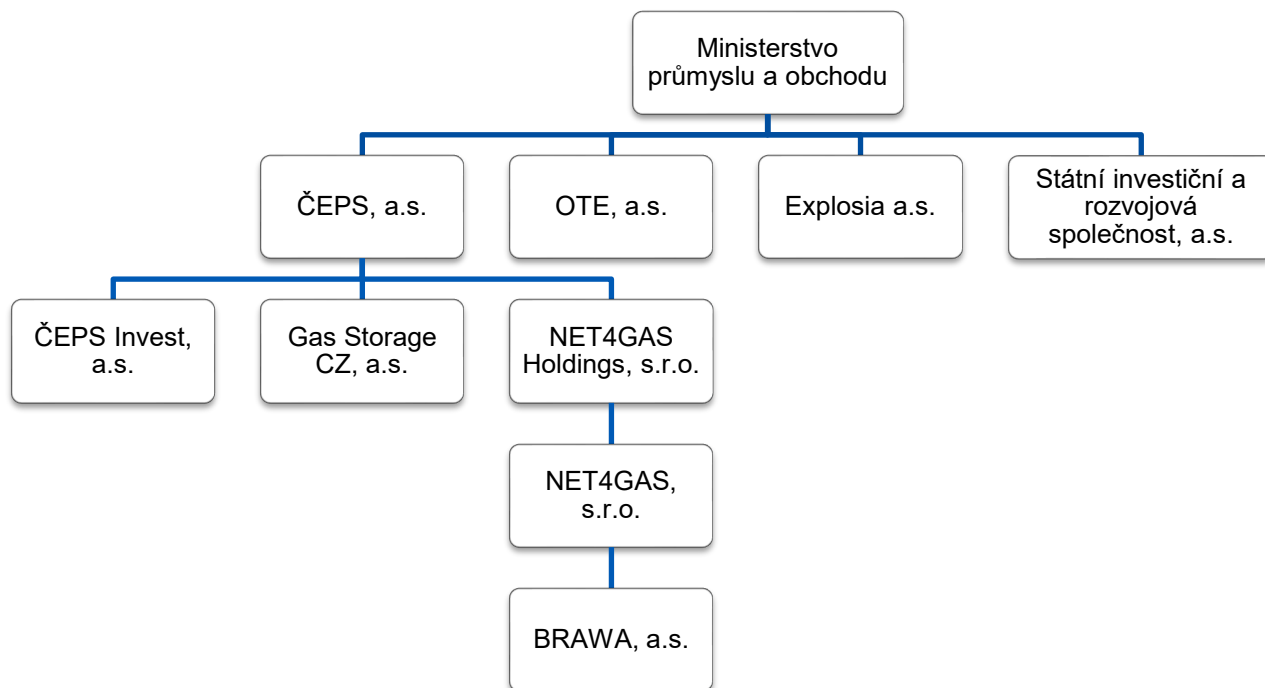 Ministerstvo
průmyslu a obchodu
ČEPS, a.s.
OTE, a.s.
Explosia a.s.
Státní investiční a
rozvojová
společnost, a.s.
ČEPS Invest,
a.s.
Gas Storage
CZ, a.s.
NET4GAS
Holdings, s.r.o.
NET4GAS,
s.r.o.
BRAWA, a.s.